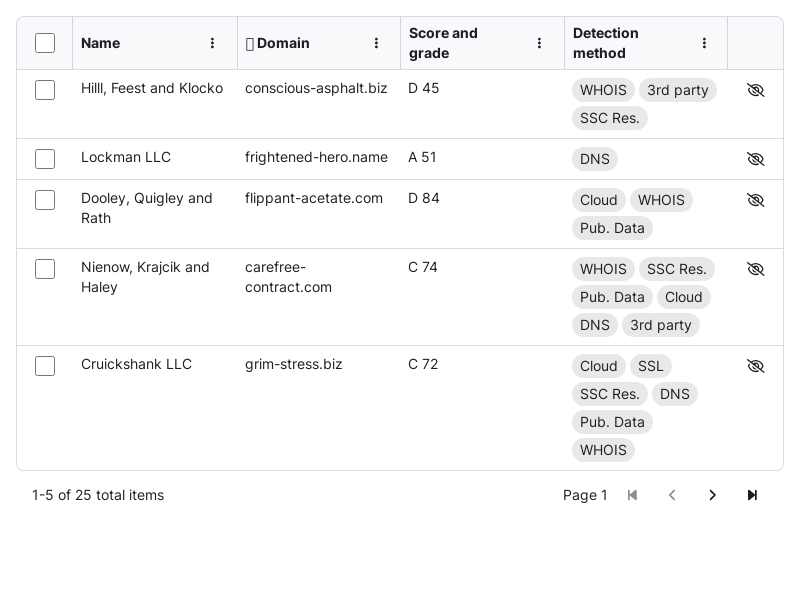 Name
Domain
Score and
grade
Detection
method
Hilll, Feest and Klocko
conscious-asphalt.biz
D 45
WHOIS 3rd party
SSC Res.
Lockman LLC
frightened-hero.name
A 51
DNS
Dooley, Quigley and
Rath
flippant-acetate.com
D 84
Cloud WHOIS
Pub. Data
Nienow, Krajcik and
Haley
carefree-
contract.com
C 74
WHOIS SSC Res.
Pub. Data Cloud
DNS 3rd party
Cruickshank LLC
grim-stress.biz
C 72
Cloud SSL
SSC Res. DNS
Pub. Data
WHOIS
1-5 of 25 total items
Page 1